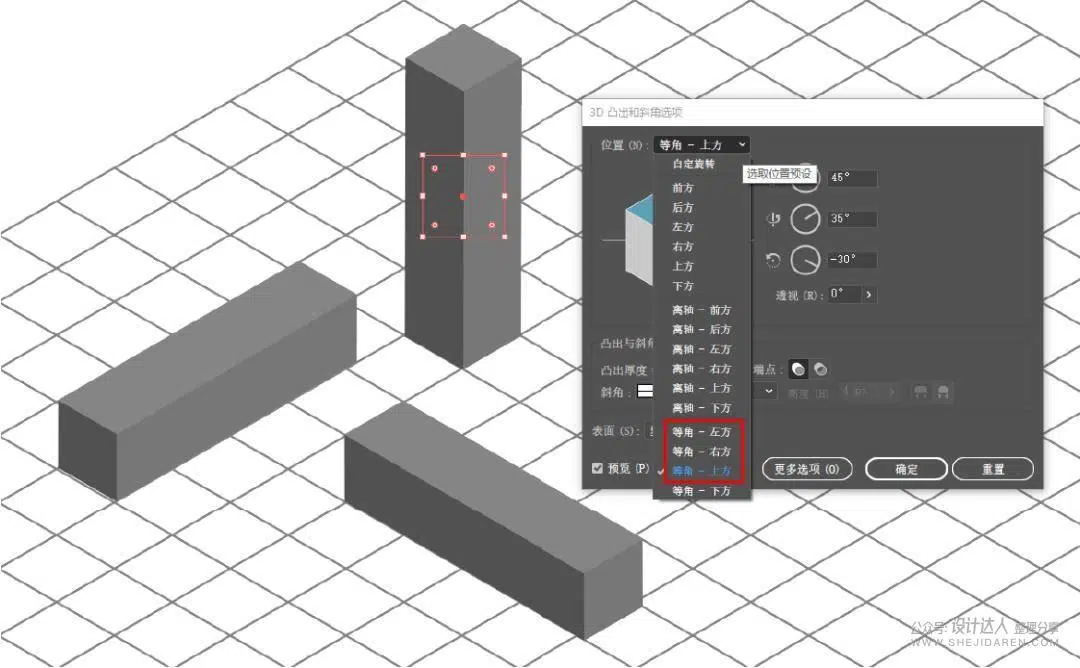 3D 凸出和斜角选项
位置 (N) : 等角 - 上方
自定旋转
选取位置预设
45°
前方
后方
35°
左方
右方
-30°
上方
下方
透视 (R) : 0°
离轴 - 前方
离轴 - 后方
凸出与斜角
离轴 - 左方
凸出厚度
离轴 - 右方
端点 :
斜角 :
离轴 - 上方
高度 (H)
离轴 - 下方
表面 (S) :
等角 - 左方
等角 - 右方
预览 (P)
等角 - 上方
更多选项 (O)
确定
重置
等角 - 下方
公众号: 设计达人 整理分享
WWW.SHEJIDAREN.COM